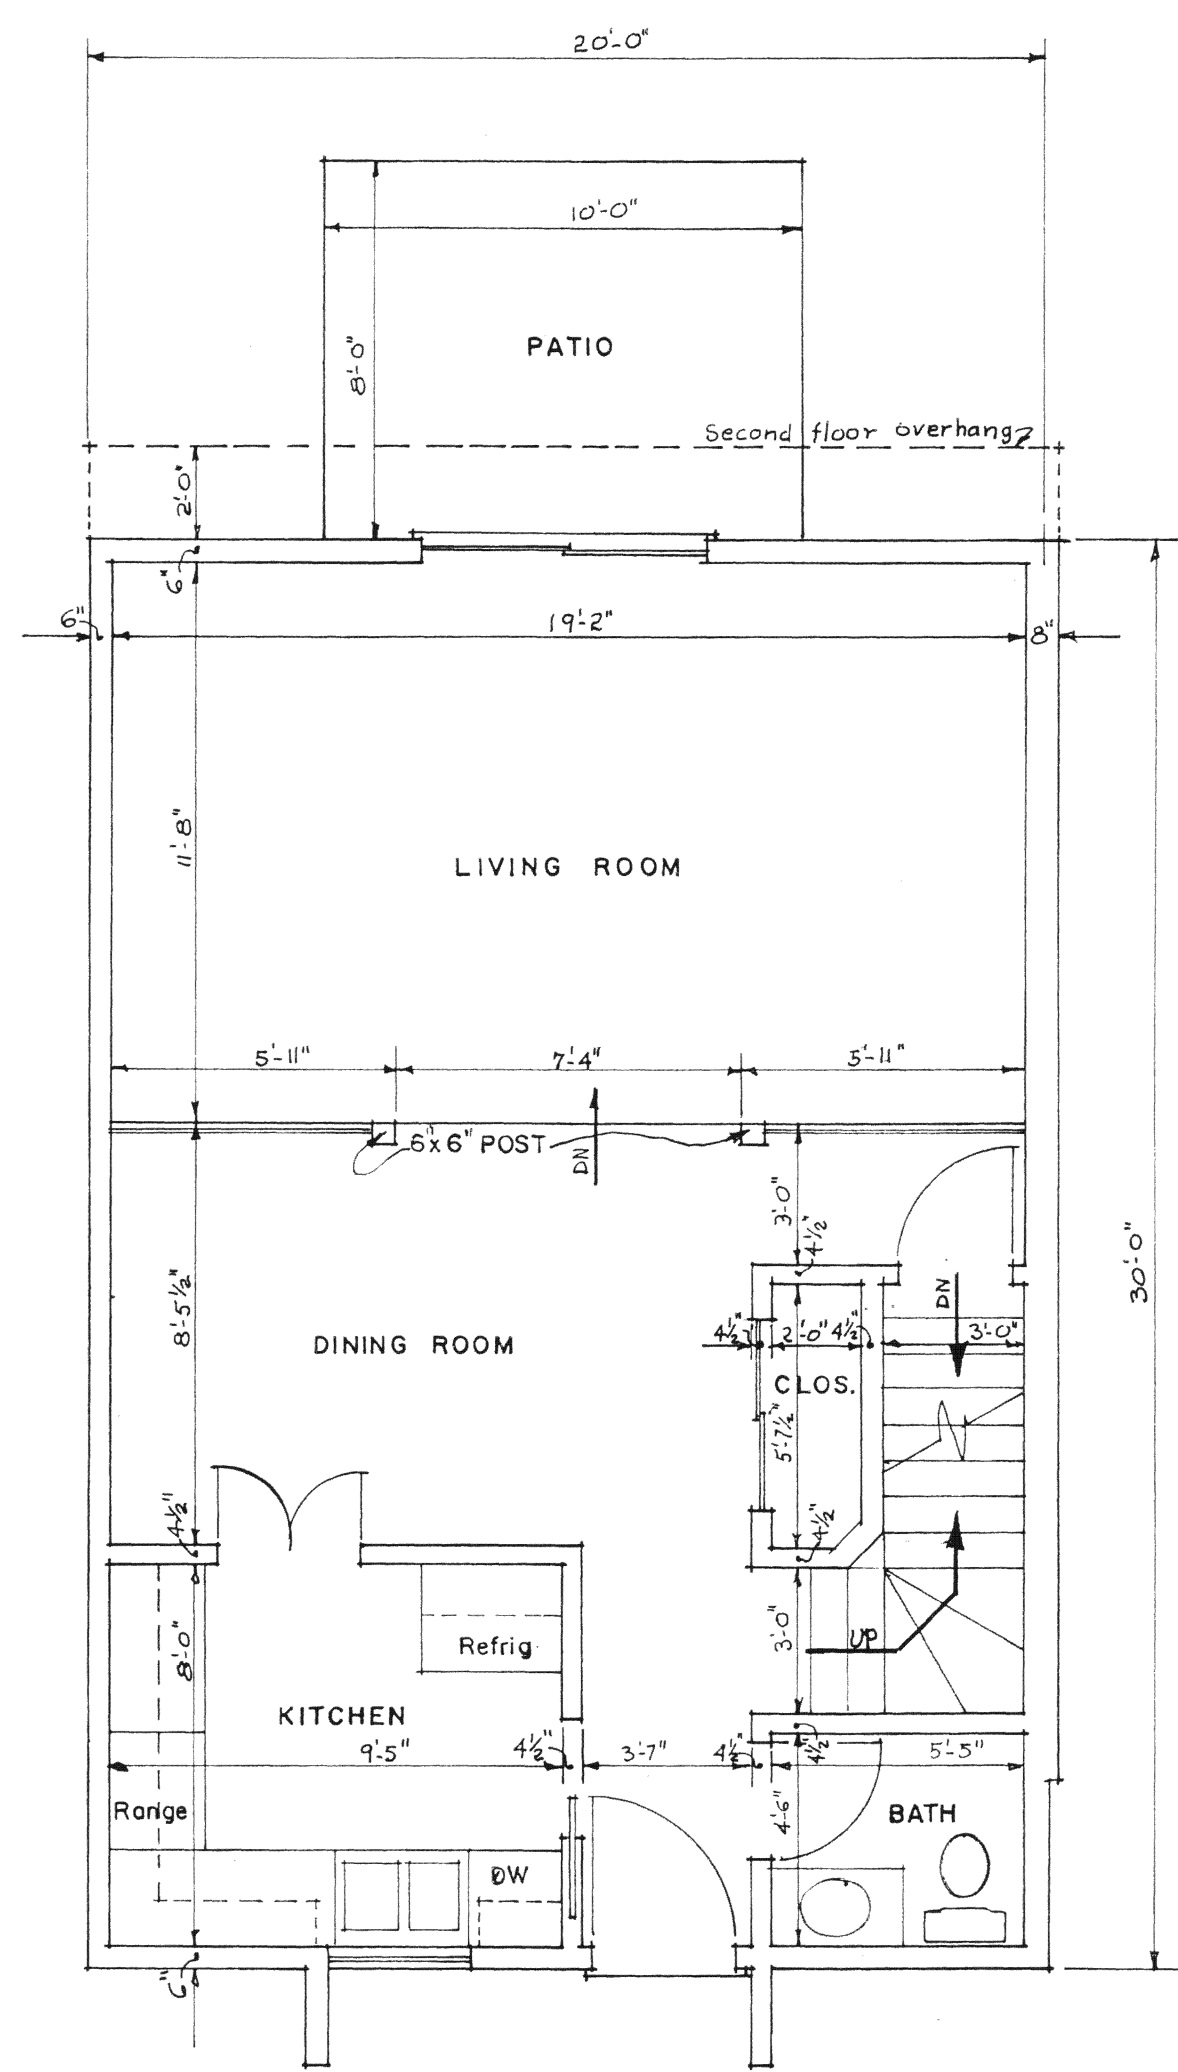 20'-0"
10'-0"
8'-0"
PATIO
Second floor overhang
2'-0"
6"
6"
19'-2"
8"
11'-8"
LIVING ROOM
5'-11"
7'-4"
5'-11"
6"x6" POST
DN
3'-0"
4½"
30'-0"
8'-5½"
DINING ROOM
DN
4½"
2'-0"
4½"
3'-0"
CLOS.
5'-7½"
4½"
4½"
3'-0"
UP
8'-0"
Refrig
KITCHEN
4½"
9'-5"
4½"
3'-7"
4½"
5'-5"
Range
4'-6"
BATH
DW
6"